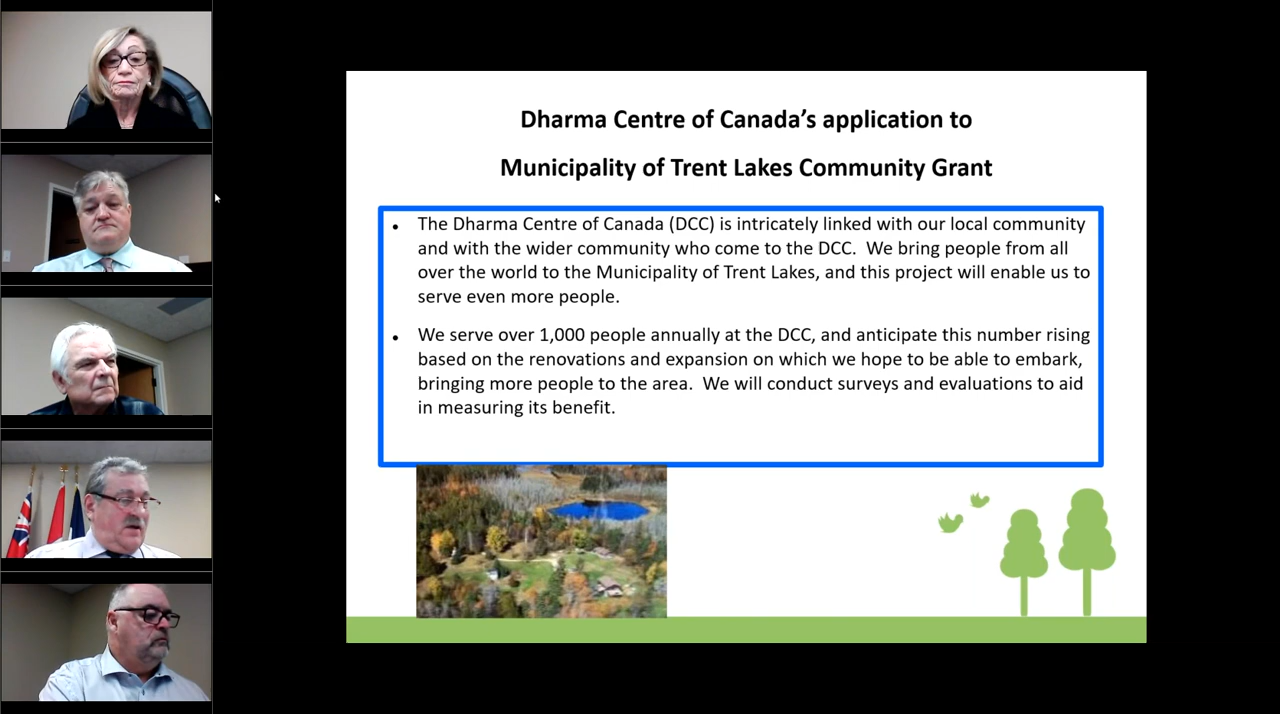 Dharma Centre of Canada’s application to
Municipality of Trent Lakes Community Grant
• The Dharma Centre of Canada (DCC) is intricately linked with our local community
and with the wider community who come to the DCC.  We bring people from all
over the world to the Municipality of Trent Lakes, and this project will enable us to
serve even more people.
• We serve over 1,000 people annually at the DCC, and anticipate this number rising
based on the renovations and expansion on which we hope to be able to embark,
bringing more people to the area.  We will conduct surveys and evaluations to aid
in measuring its benefit.